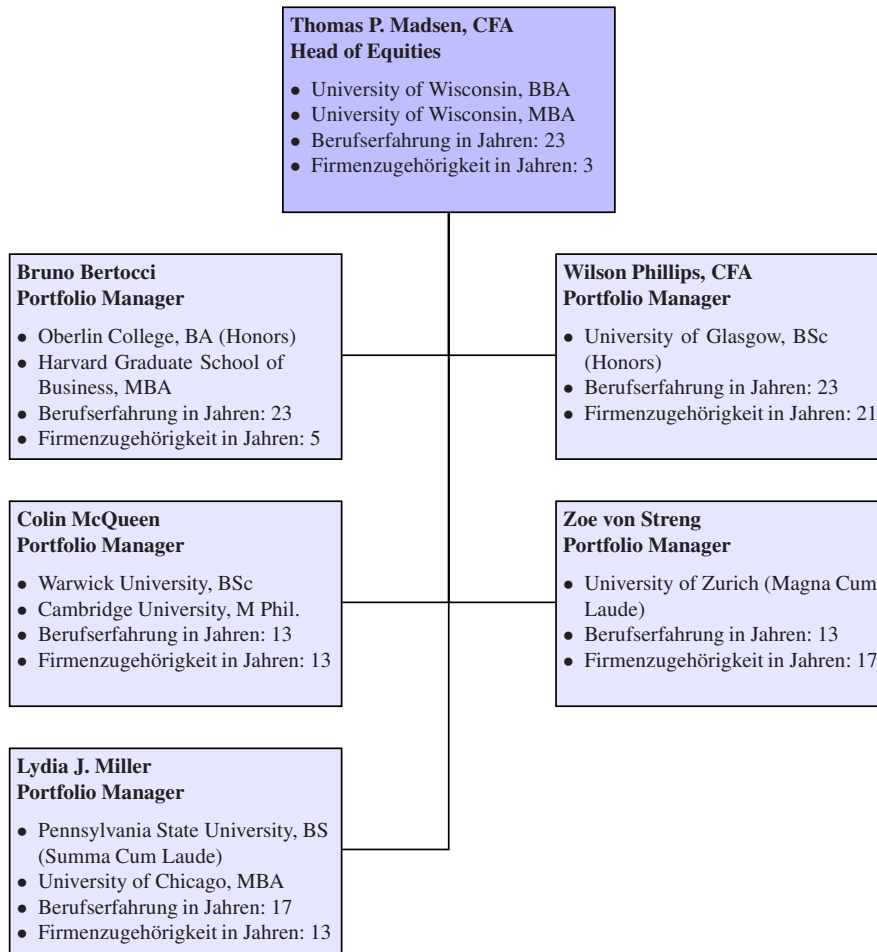 Thomas P. Madsen, CFA
Head of Equities
• University of Wisconsin, BBA
• University of Wisconsin, MBA
• Berufserfahrung in Jahren: 23
• Firmenzugehörigkeit in Jahren: 3
Bruno Bertocci
Portfolio Manager
• Oberlin College, BA (Honors)
• Harvard Graduate School of
Business, MBA
• Berufserfahrung in Jahren: 23
• Firmenzugehörigkeit in Jahren: 5
Wilson Phillips, CFA
Portfolio Manager
• University of Glasgow, BSc
(Honors)
• Berufserfahrung in Jahren: 23
• Firmenzugehörigkeit in Jahren: 21
Colin McQueen
Portfolio Manager
• Warwick University, BSc
• Cambridge University, M Phil.
• Berufserfahrung in Jahren: 13
• Firmenzugehörigkeit in Jahren: 13
Zoe von Streng
Portfolio Manager
• University of Zurich (Magna Cum
Laude)
• Berufserfahrung in Jahren: 13
• Firmenzugehörigkeit in Jahren: 17
Lydia J. Miller
Portfolio Manager
• Pennsylvania State University, BS
(Summa Cum Laude)
• University of Chicago, MBA
• Berufserfahrung in Jahren: 17
• Firmenzugehörigkeit in Jahren: 13